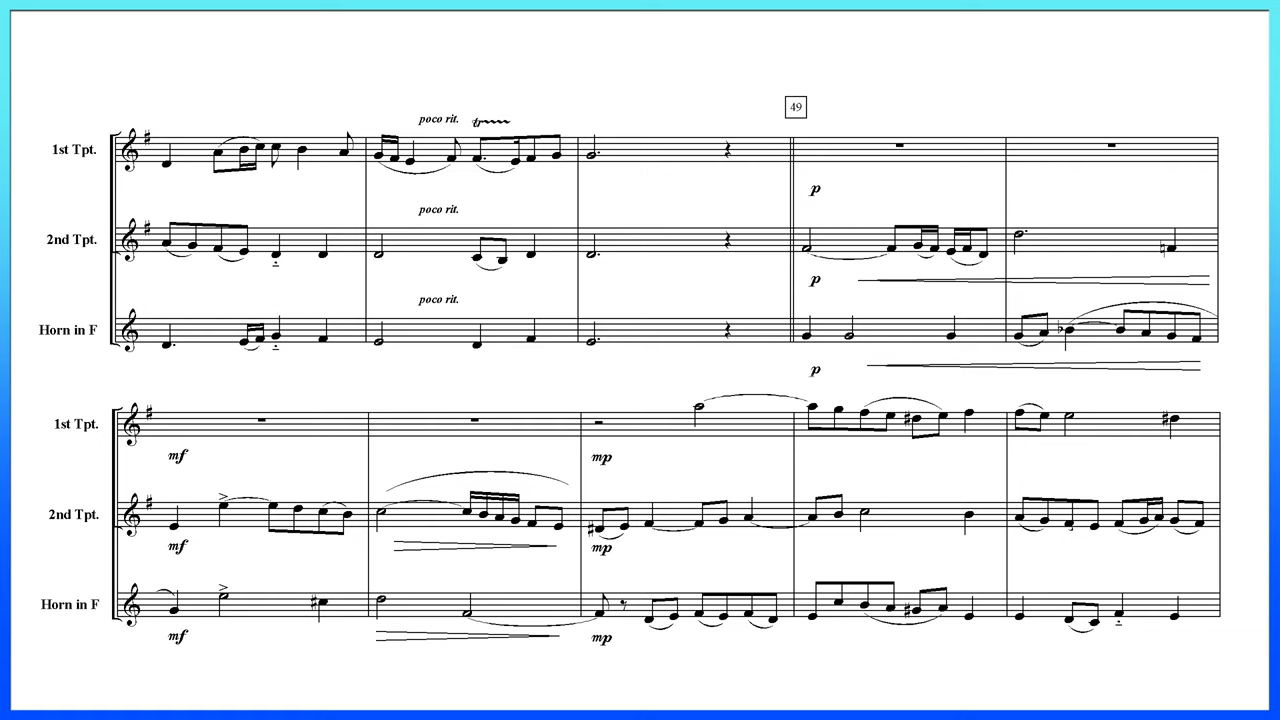 poco rit.
tr
49
1st Tpt.
p
poco rit.
2nd Tpt.
p
poco rit.
Horn in F
p
1st Tpt.
mf
mp
2nd Tpt.
mf
mp
Horn in F
mf
mp